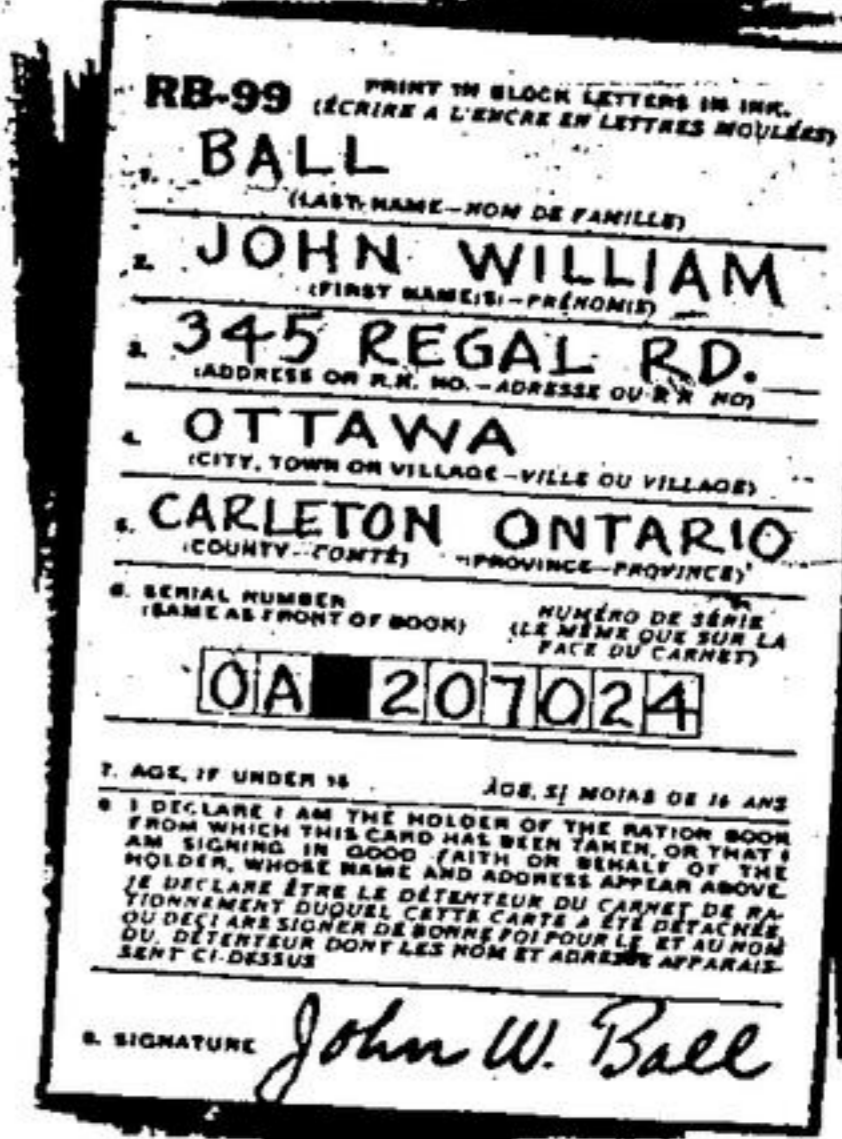 RB-99 PRINT IN BLOCK LETTERS IN INK.
(ÉCRIRE A L'ENCRE EN LETTRES MOULÉES)
1. BALL
(LAST NAME—NOM DE FAMILLE)
2. JOHN WILLIAM
(FIRST NAME(S)—PRÉNOM(S)
3. 345 REGAL RD.
(ADDRESS OR R.R. NO.—ADRESSE OU R R NO)
4. OTTAWA
(CITY, TOWN OR VILLAGE—VILLE OU VILLAGE)
5. CARLETON ONTARIO
(COUNTY—COMTÉ) (PROVINCE—PROVINCE)
6. SERIAL NUMBER NUMÉRO DE SÉRIE
(SAME AS FRONT OF BOOK) (LE MÊME QUE SUR LA
FACE DU CARNET)
OA 207024
7. AGE, IF UNDER 16 ÂGE, SI MOINS DE 16 ANS
8 I DECLARE I AM THE HOLDER OF THE RATION BOOK
FROM WHICH THIS CARD HAS BEEN TAKEN, OR THAT I
AM SIGNING IN GOOD FAITH ON BEHALF OF THE
HOLDER, WHOSE NAME AND ADDRESS APPEAR ABOVE.
JE DECLARE ÊTRE LE DÉTENTEUR DU CARNET DE RA-
TIONNEMENT DUQUEL CETTE CARTE A ÉTÉ DÉTACHÉE,
OU DECLARE SIGNER DE BONNE FOI POUR LE ET AU NOM
DU, DÉTENTEUR DONT LES NOM ET ADRESSE APPARAIS-
SENT CI-DESSUS
9. SIGNATURE John W. Ball